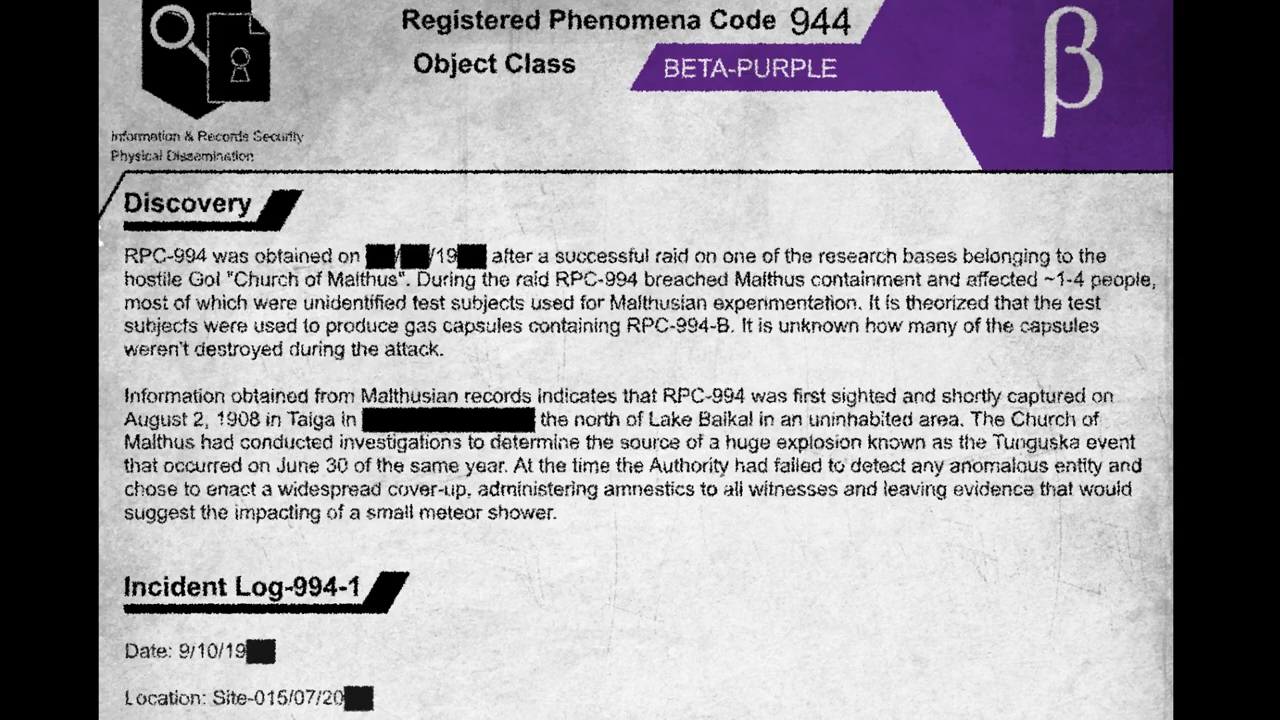 Registered Phenomena Code 944
Object Class
BETA-PURPLE
β
Information & Records Security
Physical Dissemination
Discovery
RPC-994 was obtained on / /19 after a successful raid on one of the research bases belonging to the
hostile GoI "Church of Malthus". During the raid RPC-994 breached Malthus containment and affected ~1-4 people,
most of which were unidentified test subjects used for Malthusian experimentation. It is theorized that the test
subjects were used to produce gas capsules containing RPC-994-B. It is unknown how many of the capsules
weren't destroyed during the attack.
Information obtained from Malthusian records indicates that RPC-994 was first sighted and shortly captured on
August 2, 1908 in Taiga in the north of Lake Baikal in an uninhabited area. The Church of
Malthus had conducted investigations to determine the source of a huge explosion known as the Tunguska event
that occurred on June 30 of the same year. At the time the Authority had failed to detect any anomalous entity and
chose to enact a widespread cover-up, administering amnestics to all witnesses and leaving evidence that would
suggest the impacting of a small meteor shower.
Incident Log-994-1
Date: 9/10/19
Location: Site-015/07/20